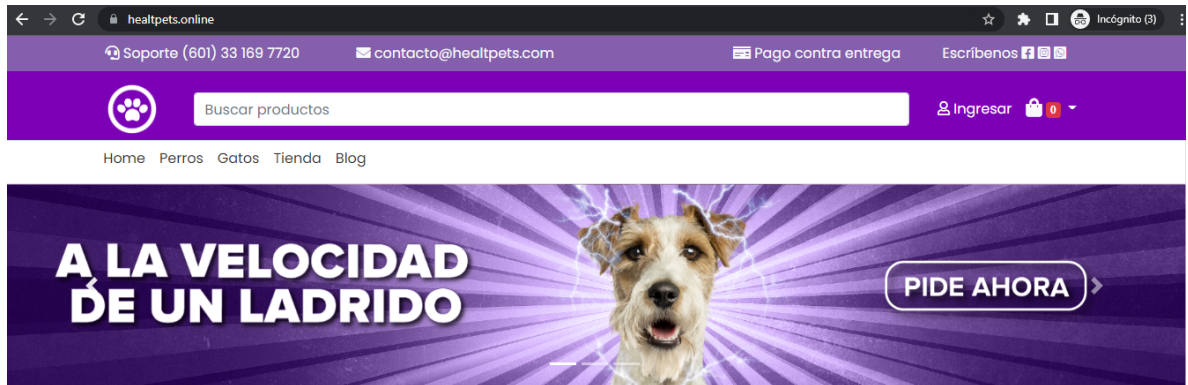 healtpets.online
Incógnito (3)
Soporte (601) 33 169 7720
contacto@healtpets.com
Pago contra entrega
Escríbenos
Buscar productos
Ingresar
0
Home Perros Gatos Tienda Blog
A LA VELOCIDAD
DE UN LADRIDO
PIDE AHORA